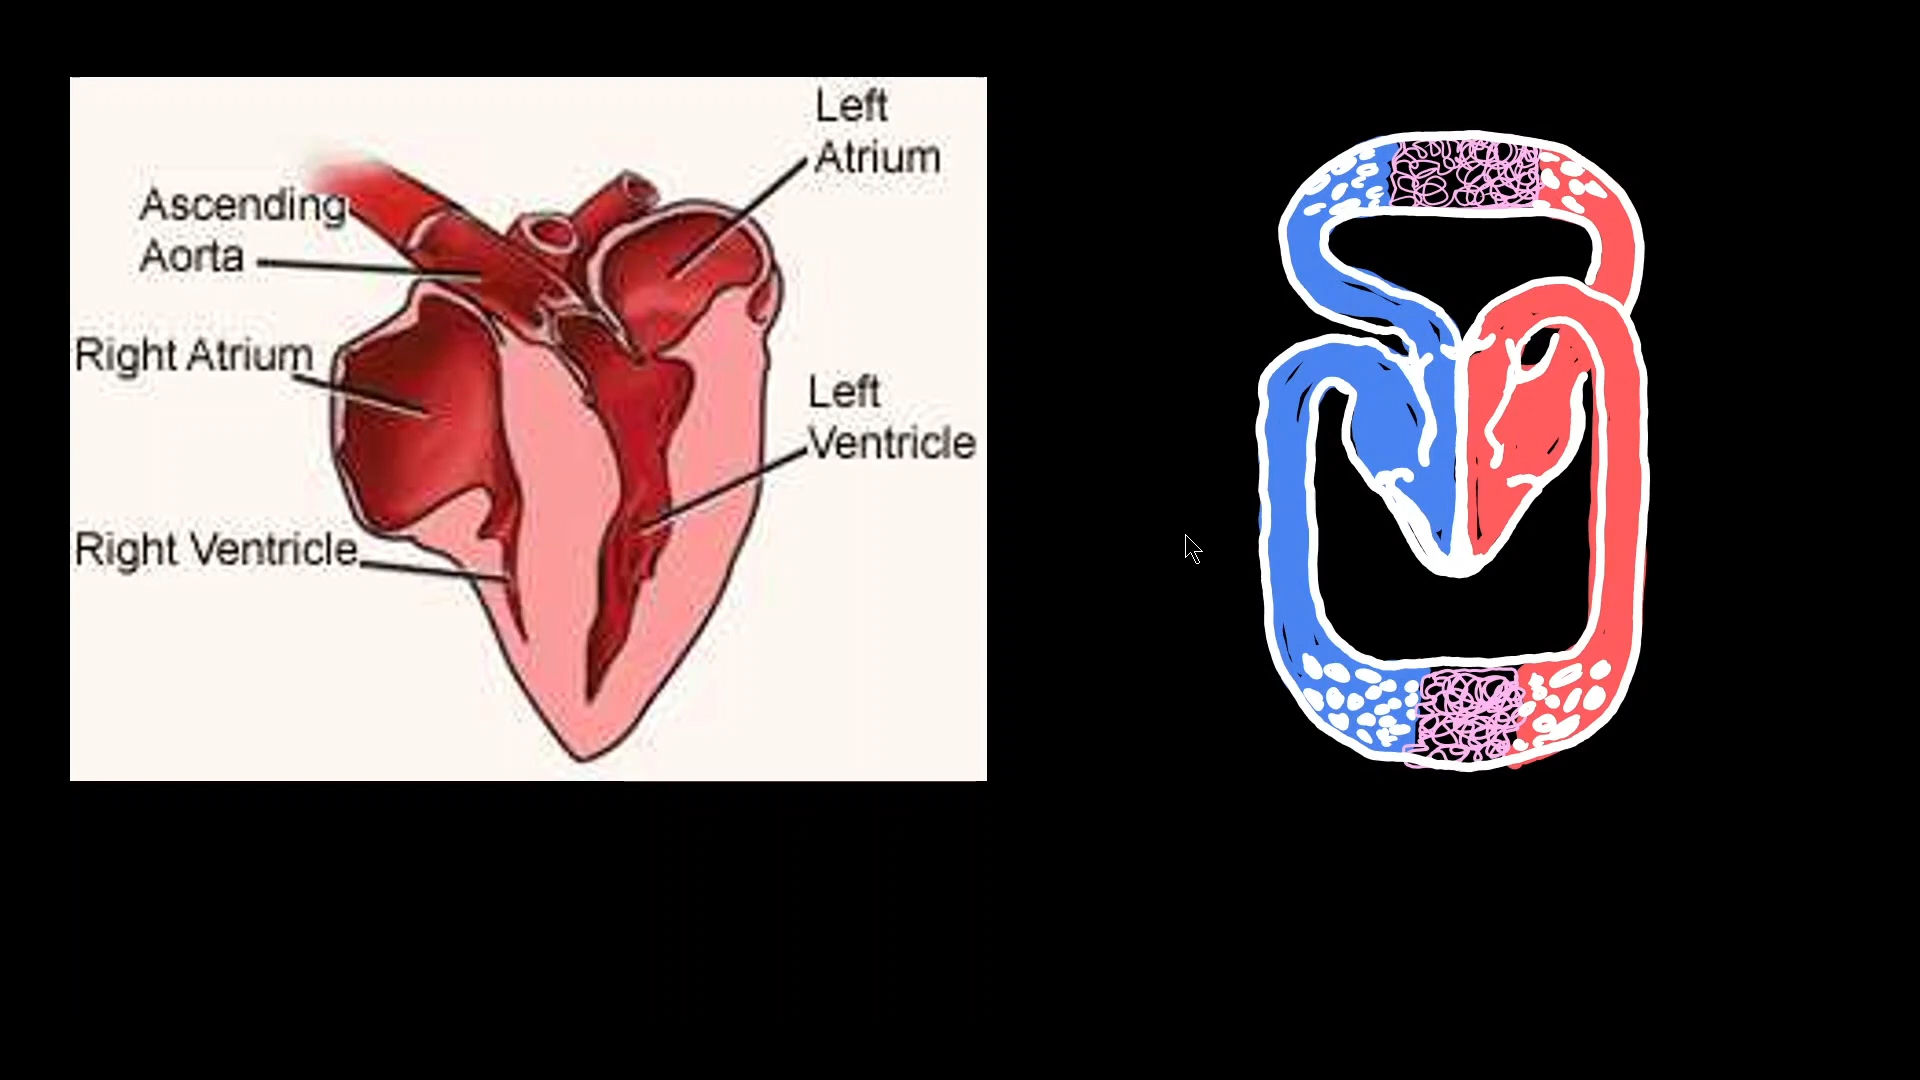 Left
Atrium
Ascending
Aorta
Right Atrium
Left
Ventricle
Right Ventricle